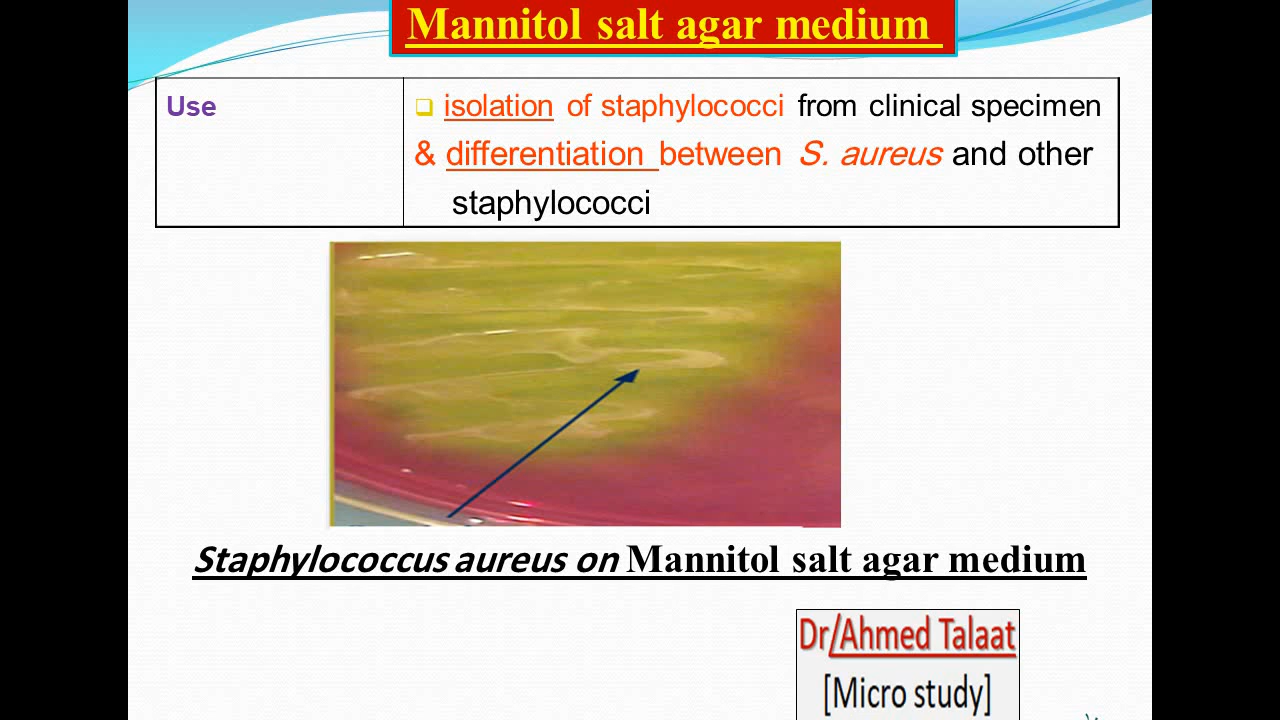 Mannitol salt agar medium
Use
❑ isolation of staphylococci from clinical specimen
& differentiation between S. aureus and other
staphylococci
Staphylococcus aureus on Mannitol salt agar medium
Dr/Ahmed Talaat
[Micro study]